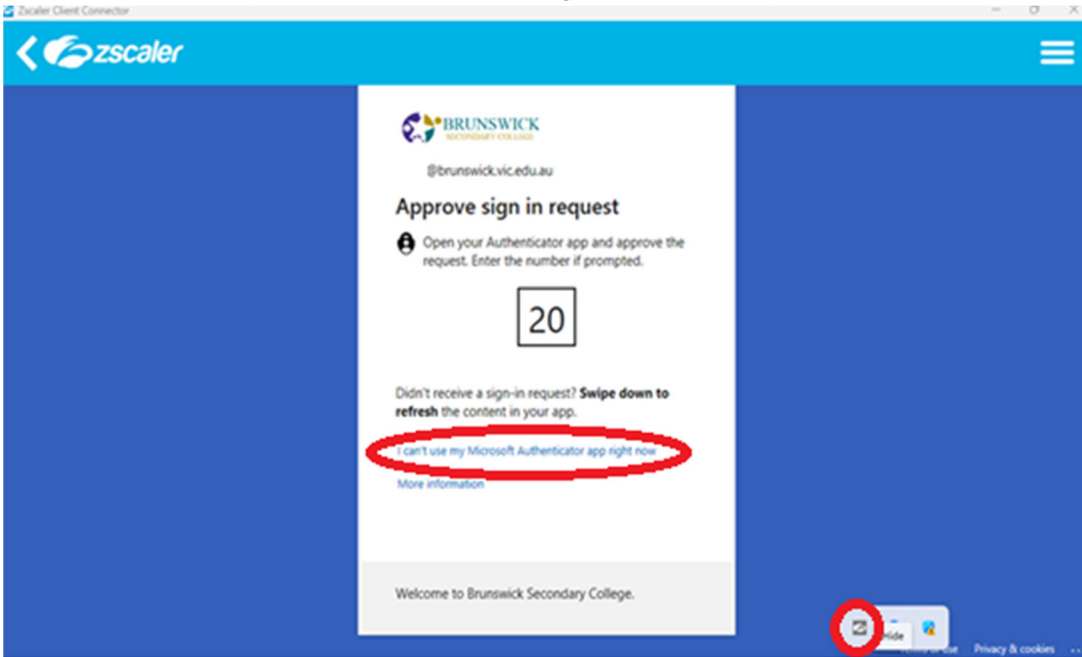 Zscaler Client Connector
zscaler
BRUNSWICK
SECONDARY COLLEGE
@brunswick.vic.edu.au
Approve sign in request
Open your Authenticator app and approve the
request. Enter the number if prompted.
20
Didn't receive a sign-in request? Swipe down to
refresh the content in your app.
I can't use my Microsoft Authenticator app right now
More information
Welcome to Brunswick Secondary College.
Hide
use Privacy & cookies ..